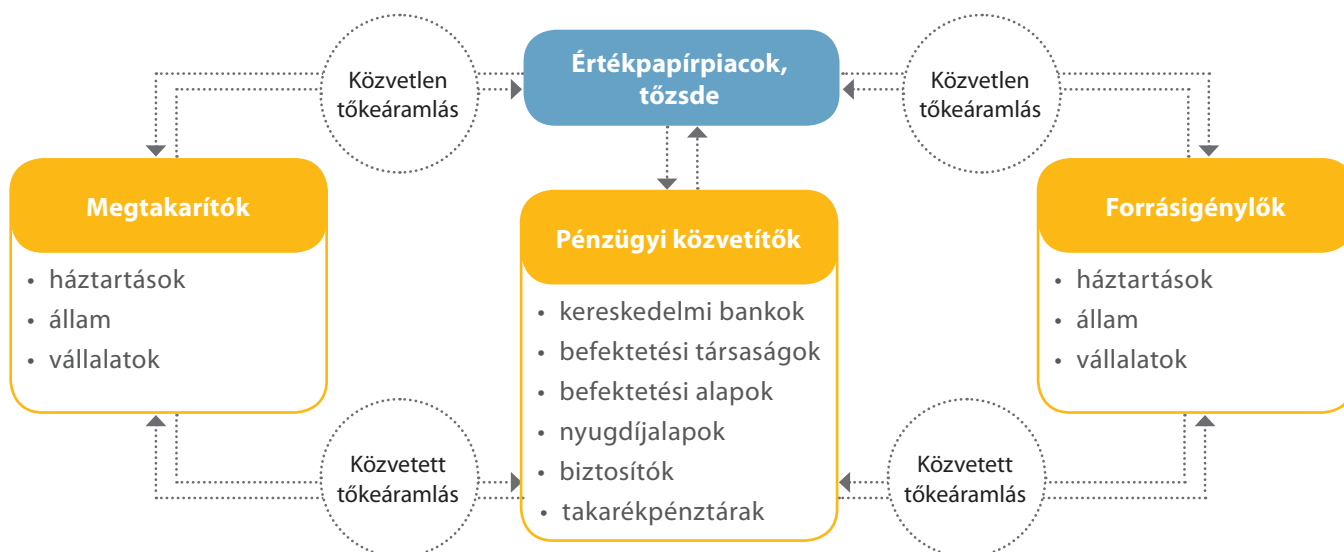 Közvetlen
tőkeáramlás
Értékpapírpiacok,
tőzsde
Közvetlen
tőkeáramlás
Megtakarítók
• háztartások
• állam
• vállalatok
Pénzügyi közvetítők
• kereskedelmi bankok
• befektetési társaságok
• befektetési alapok
• nyugdíjalapok
• biztosítók
• takarékpénztárak
Forrásigénylők
• háztartások
• állam
• vállalatok
Közvetett
tőkeáramlás
Közvetett
tőkeáramlás